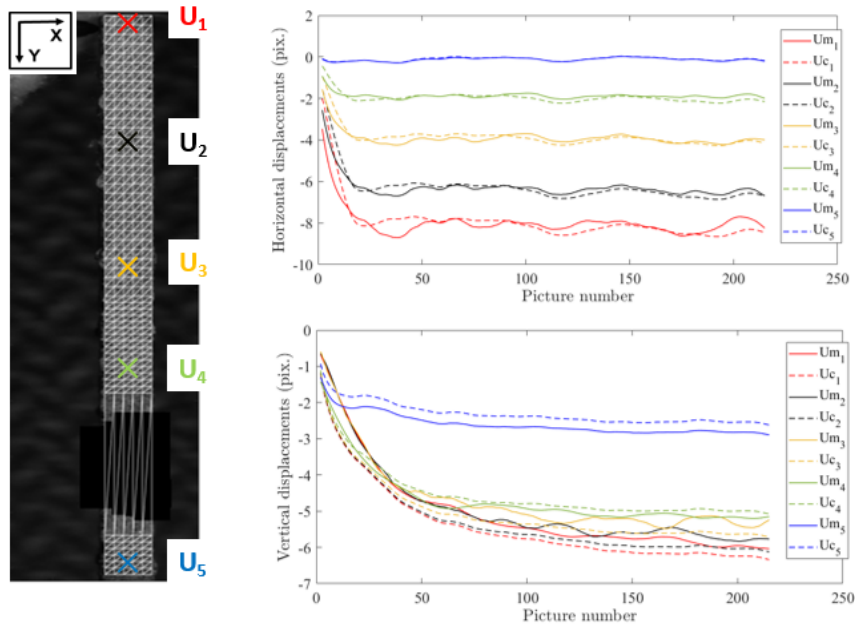 X
Y
U1
U2
U3
U4
U5
Horizontal displacements (pix.)
2
0
-2
-4
-6
-8
-10
0
50
100
150
200
250
Picture number
Um1
Uc1
Um2
Uc2
Um3
Uc3
Um4
Uc4
Um5
Uc5
Vertical displacements (pix.)
0
-1
-2
-3
-4
-5
-6
-7
0
50
100
150
200
250
Picture number
Um1
Uc1
Um2
Uc2
Um3
Uc3
Um4
Uc4
Um5
Uc5